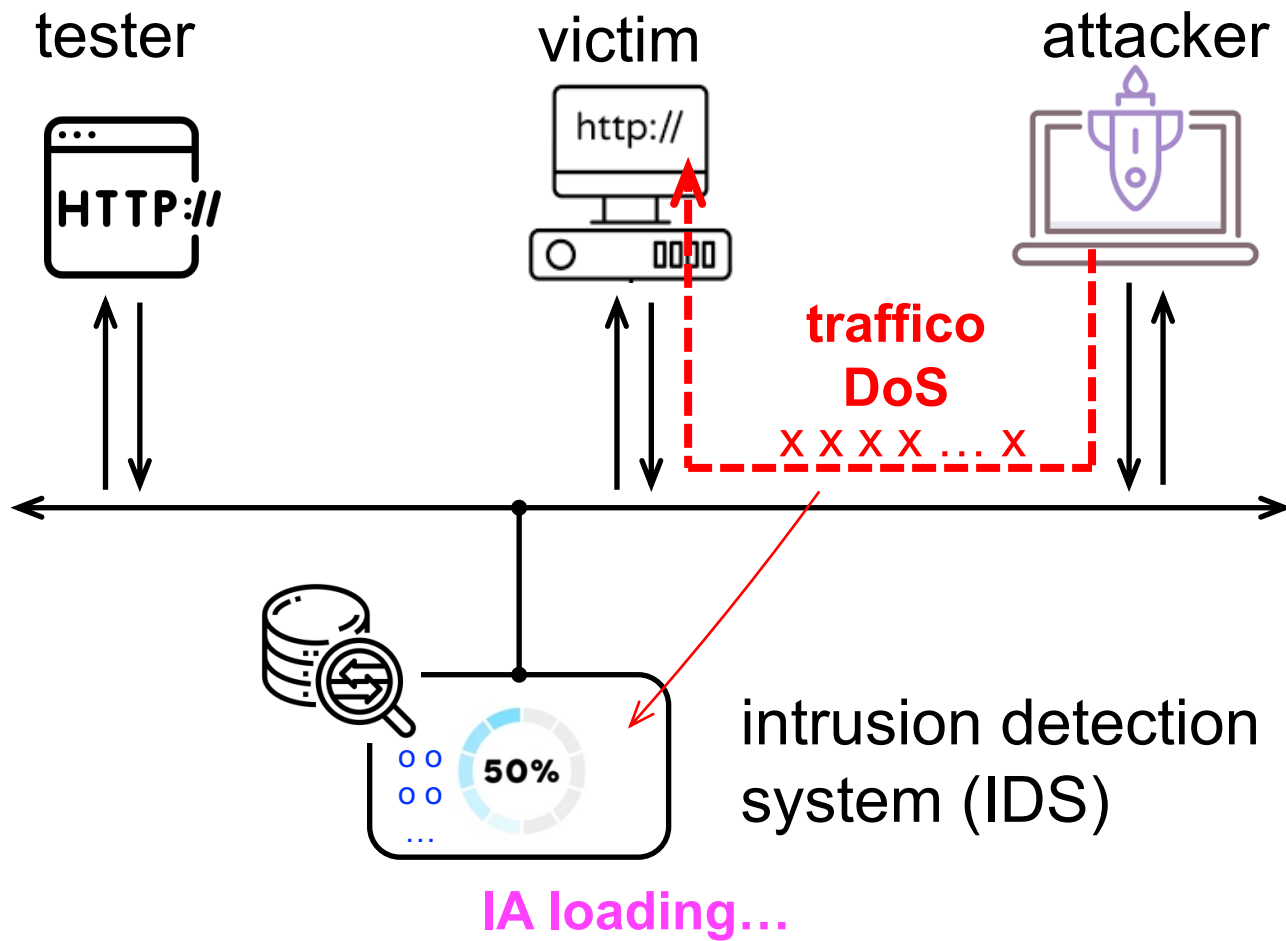 tester
victim
attacker
HTTP://
http://
traffico
DoS
x x x x ... x
intrusion detection
system (IDS)
o o
50%
o o
...
IA loading...